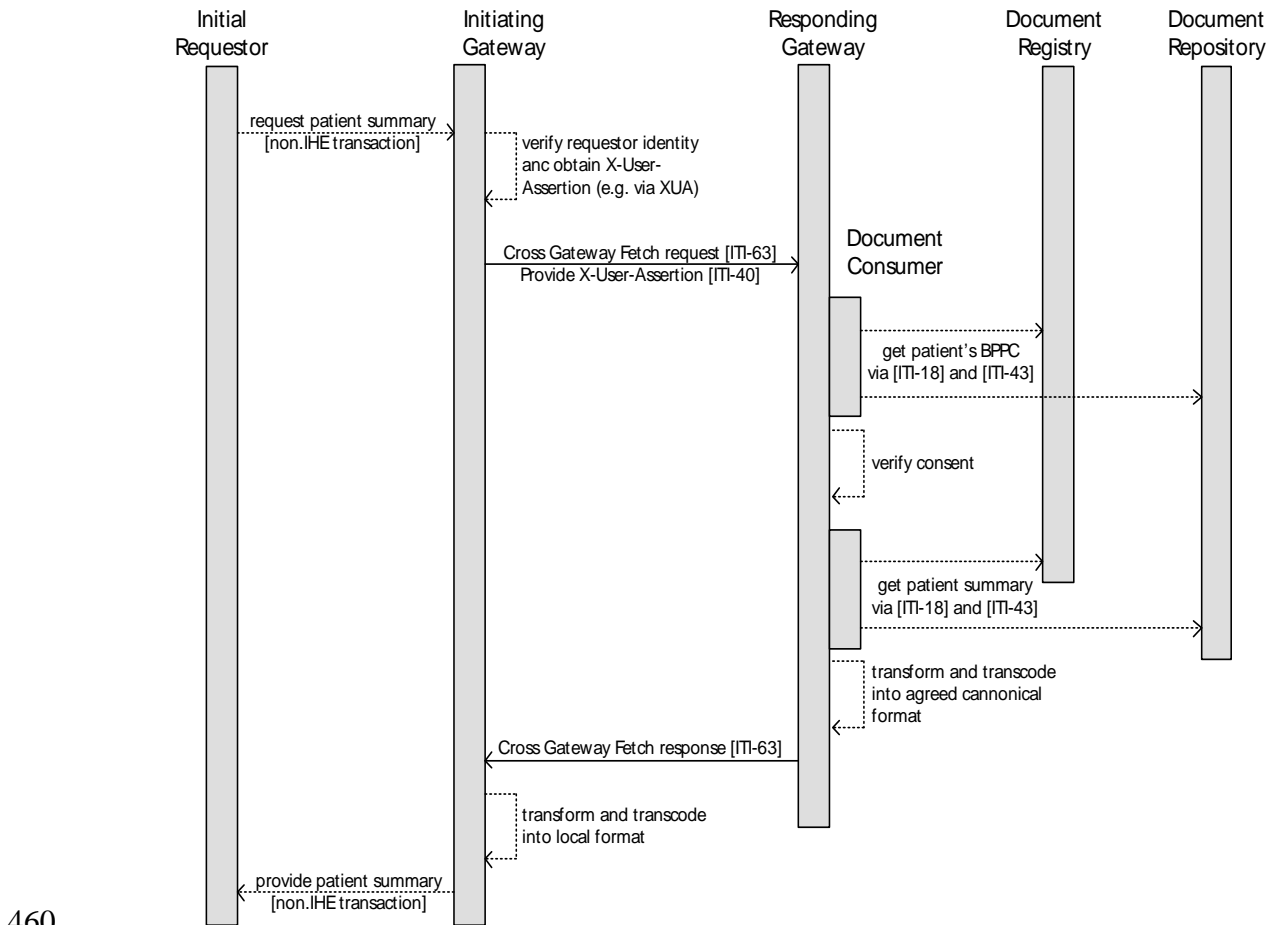 Initial
Requestor
Initiating
Gateway
Responding
Gateway
Document
Registry
Document
Repository
request patient summary
[non.IHE transaction]
verify requestor identity
anc obtain X-User-
Assertion (e.g. via XUA)
Cross Gateway Fetch request [ITI-63]
Provide X-User-Assertion [ITI-40]
Document
Consumer
get patient's BPPC
via [ITI-18] and [ITI-43]
verify consent
get patient summary
via [ITI-18] and [ITI-43]
transform and transcode
into agreed cannonical
format
Cross Gateway Fetch response [ITI-63]
transform and transcode
into local format
provide patient summary
[non.IHE transaction]
460